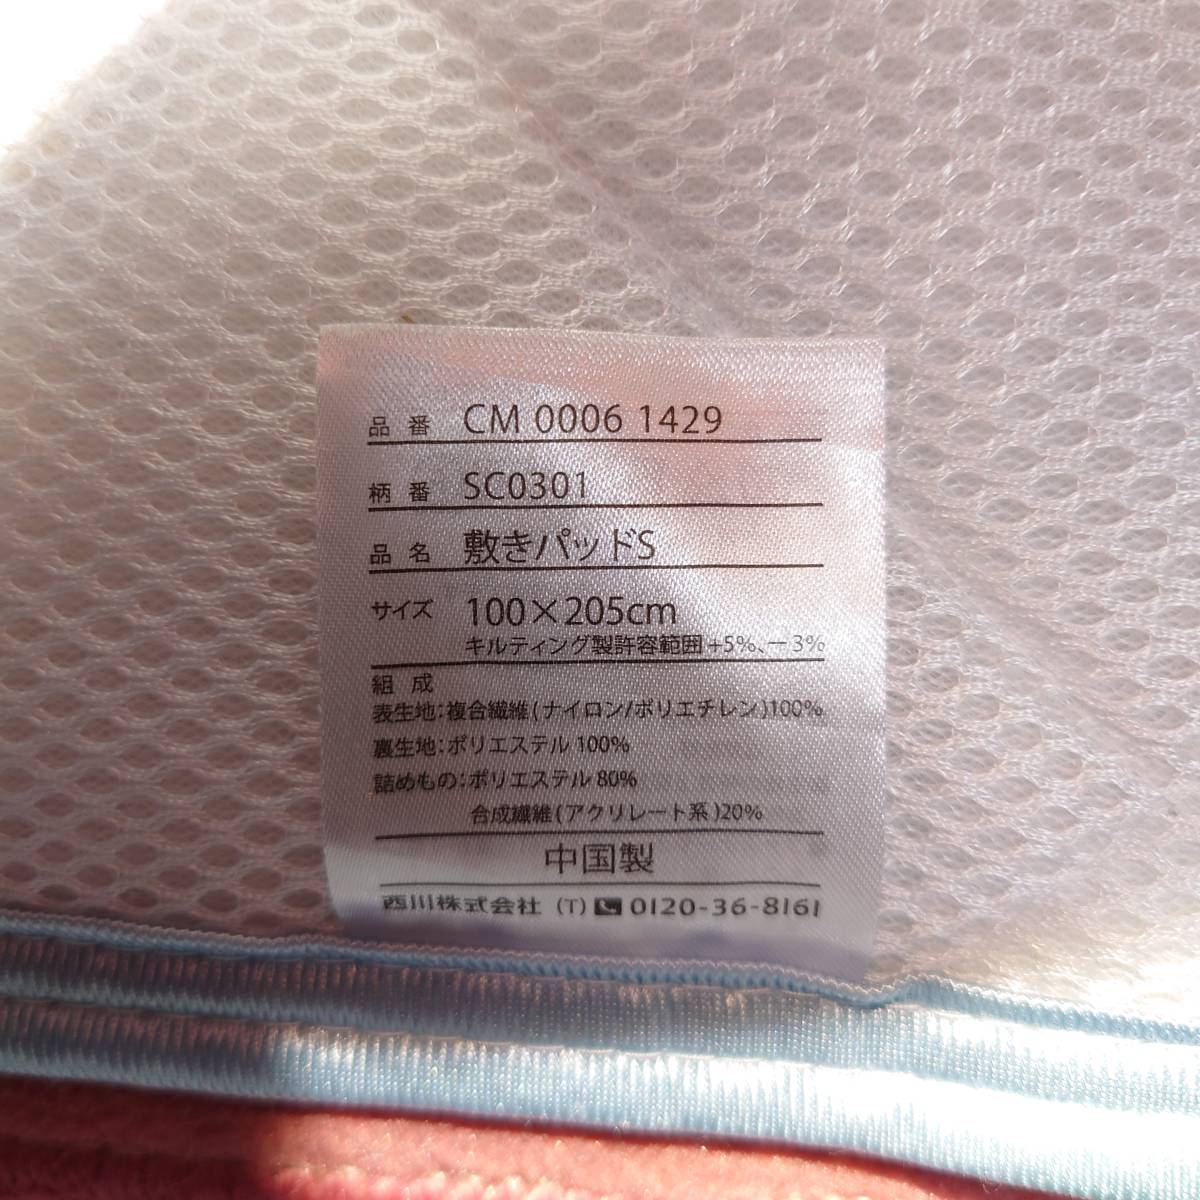 品 番 CM 0006 1429
柄 番 SC0301
品 名 敷きパッドS
サイズ 100×205cm
キルティング製許容範囲+5%、－3%
組 成
表生地：複合繊維(ナイロン/ポリエチレン)100%
裏生地：ポリエステル 100%
詰めもの：ポリエステル 80%
合成繊維(アクリレート系)20%
中国製
西川株式会社 (T) 0120-36-8161